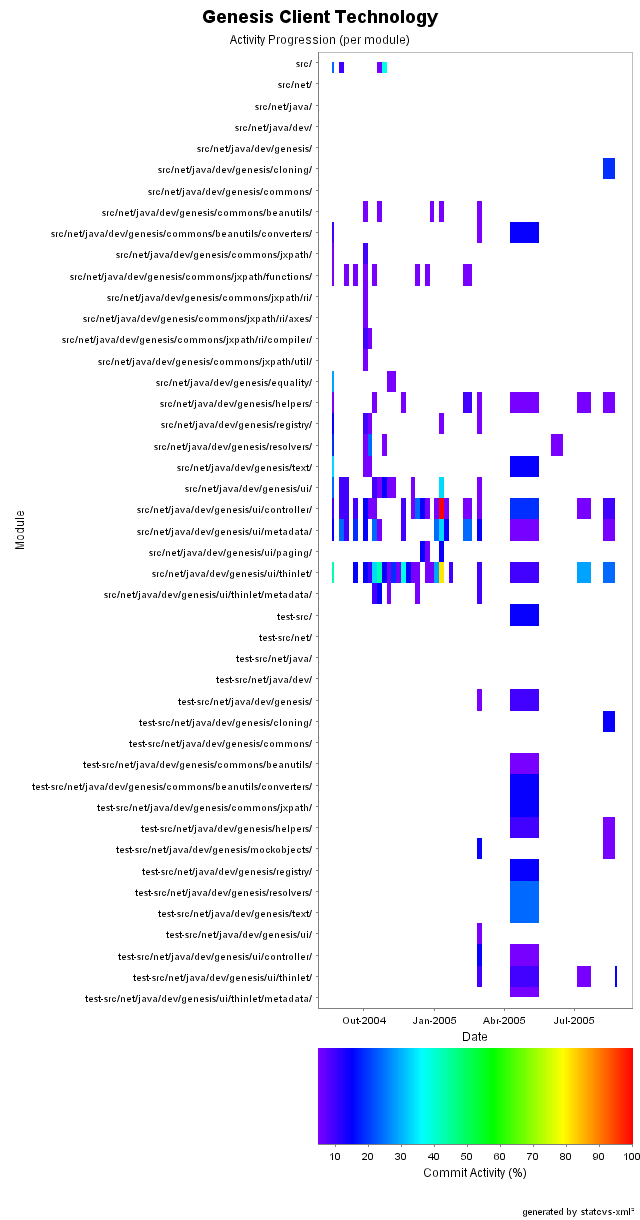 Genesis Client Technology
Activity Progression (per module)
src/
src/net/
src/net/java/
src/net/java/dev/
src/net/java/dev/genesis/
src/net/java/dev/genesis/cloning/
src/net/java/dev/genesis/commons/
src/net/java/dev/genesis/commons/beanutils/
src/net/java/dev/genesis/commons/beanutils/converters/
src/net/java/dev/genesis/commons/jxpath/
src/net/java/dev/genesis/commons/jxpath/functions/
src/net/java/dev/genesis/commons/jxpath/ri/
src/net/java/dev/genesis/commons/jxpath/ri/axes/
src/net/java/dev/genesis/commons/jxpath/ri/compiler/
src/net/java/dev/genesis/commons/jxpath/util/
src/net/java/dev/genesis/equality/
src/net/java/dev/genesis/helpers/
src/net/java/dev/genesis/registry/
src/net/java/dev/genesis/resolvers/
src/net/java/dev/genesis/text/
src/net/java/dev/genesis/ui/
src/net/java/dev/genesis/ui/controller/
src/net/java/dev/genesis/ui/metadata/
src/net/java/dev/genesis/ui/paging/
src/net/java/dev/genesis/ui/thinlet/
src/net/java/dev/genesis/ui/thinlet/metadata/
test-src/
test-src/net/
test-src/net/java/
test-src/net/java/dev/
test-src/net/java/dev/genesis/
test-src/net/java/dev/genesis/cloning/
test-src/net/java/dev/genesis/commons/
test-src/net/java/dev/genesis/commons/beanutils/
test-src/net/java/dev/genesis/commons/beanutils/converters/
test-src/net/java/dev/genesis/commons/jxpath/
test-src/net/java/dev/genesis/helpers/
test-src/net/java/dev/genesis/mockobjects/
test-src/net/java/dev/genesis/registry/
test-src/net/java/dev/genesis/resolvers/
test-src/net/java/dev/genesis/text/
test-src/net/java/dev/genesis/ui/
test-src/net/java/dev/genesis/ui/controller/
test-src/net/java/dev/genesis/ui/thinlet/
test-src/net/java/dev/genesis/ui/thinlet/metadata/
Module
Out-2004 Jan-2005 Abr-2005 Jul-2005
Date
10 20 30 40 50 60 70 80 90 100
Commit Activity (%)
generated by statcvs-xml²